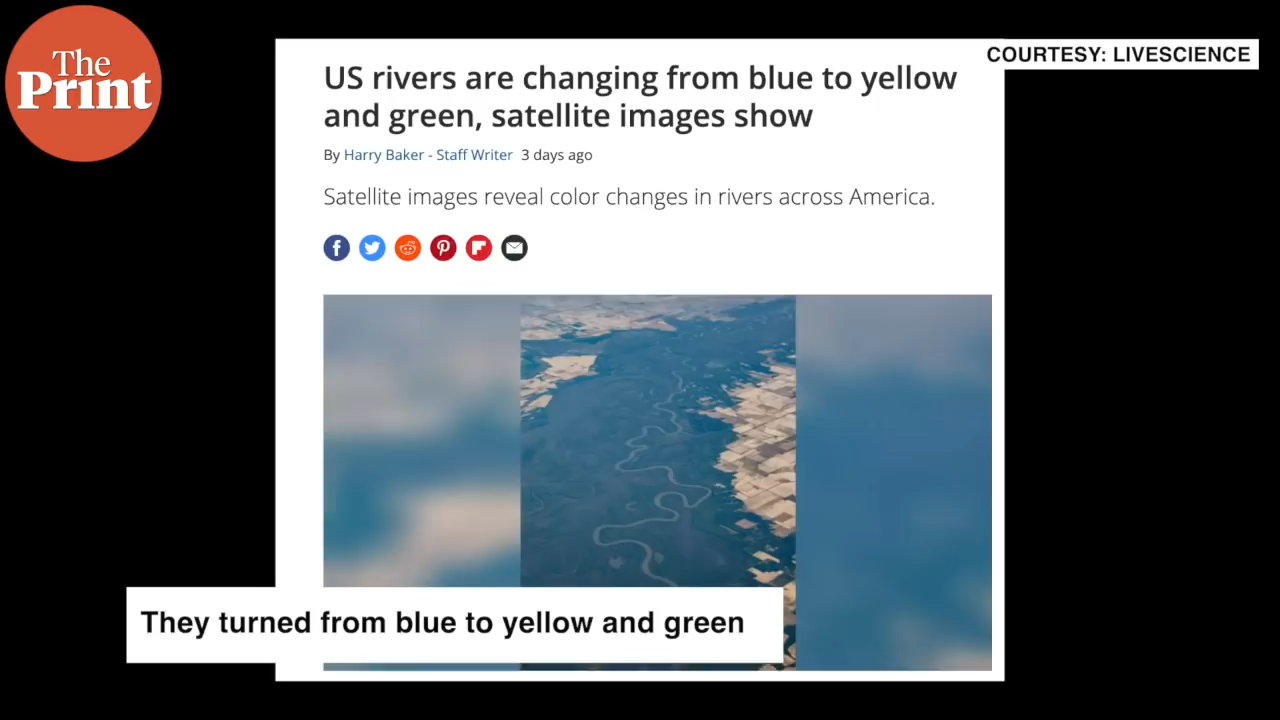 The
Print
COURTESY: LIVESCIENCE
US rivers are changing from blue to yellow
and green, satellite images show
By Harry Baker - Staff Writer 3 days ago
Satellite images reveal color changes in rivers across America.
They turned from blue to yellow and green